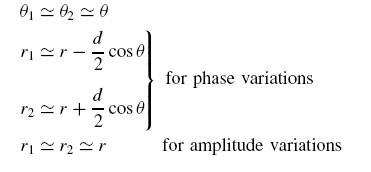 θ₁ ≃ θ₂ ≃ θ
r₁ ≃ r − d/2 cos θ
for phase variations
r₂ ≃ r + d/2 cos θ
r₁ ≃ r₂ ≃ r for amplitude variations